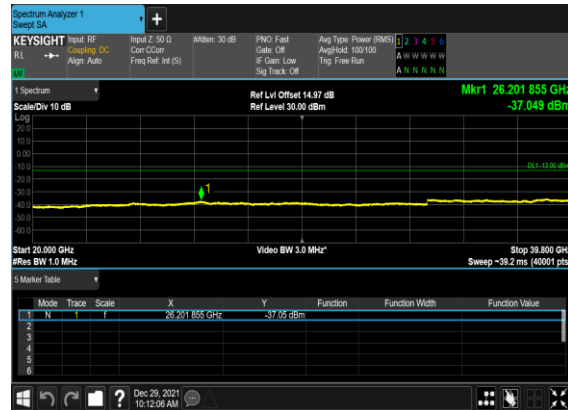 Spectrum Analyzer 1
Swept SA
+
KEYSIGHT Input: RF Input Z: 50 Ω #Atten: 30 dB PNO: Fast Avg Type: Power (RMS) 1 2 3 4 5 6
RL Coupling: DC Corr CCorr Gate: Off Avg|Hold: 100/100 A W W W W W
Align: Auto Freq Ref: Int (S) IF Gain: Low Trig: Free Run
Sig Track: Off A N N N N N
LW
1 Spectrum
Ref Lvl Offset 14.97 dB Mkr1 26.201 855 GHz
Scale/Div 10 dB Ref Level 30.00 dBm -37.049 dBm
Log
20.0
10.0
0.00
-10.0
DL1 -13.00 dBm
-20.0
-30.0
1
-40.0
-50.0
-60.0
Start 20.000 GHz Video BW 3.0 MHz* Stop 39.800 GHz
#Res BW 1.0 MHz Sweep ~39.2 ms (40001 pts)
5 Marker Table
Mode Trace Scale X Y Function Function Width Function Value
1 N 1 f 26.201 855 GHz -37.05 dBm
2
3
4
5
6
? Dec 29, 2021
10:12:06 AM